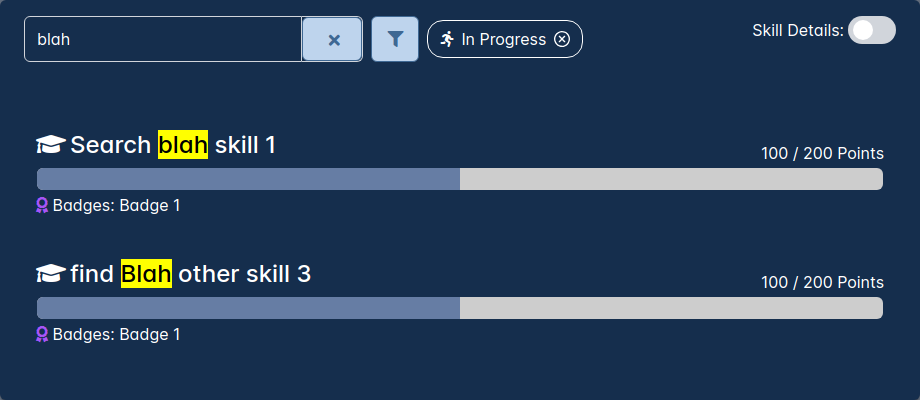 blah
In Progress
Skill Details:
Search blah skill 1
100 / 200 Points
Badges: Badge 1
find Blah other skill 3
100 / 200 Points
Badges: Badge 1